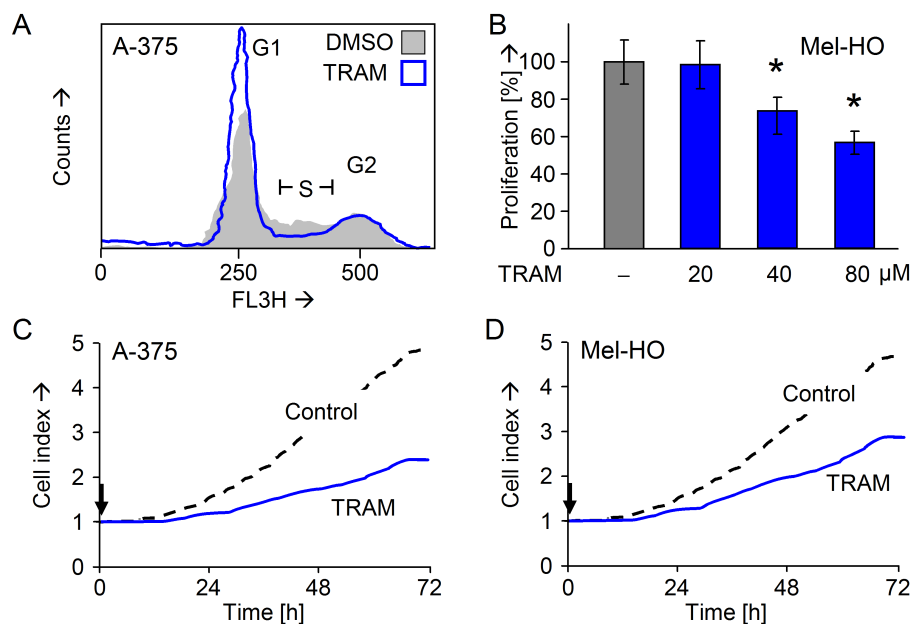 A
A-375
G1
DMSO
TRAM
G2
S
Counts →
0
250
500
FL3H →
B
Mel-HO
Proliferation [%] →
100
80
60
40
20
0
*
*
TRAM – 20 40 80 µM
C
A-375
Cell index →
5
4
3
2
1
0
Control
TRAM
0 24 48 72
Time [h]
D
Mel-HO
Cell index →
5
4
3
2
1
0
Control
TRAM
0 24 48 72
Time [h]